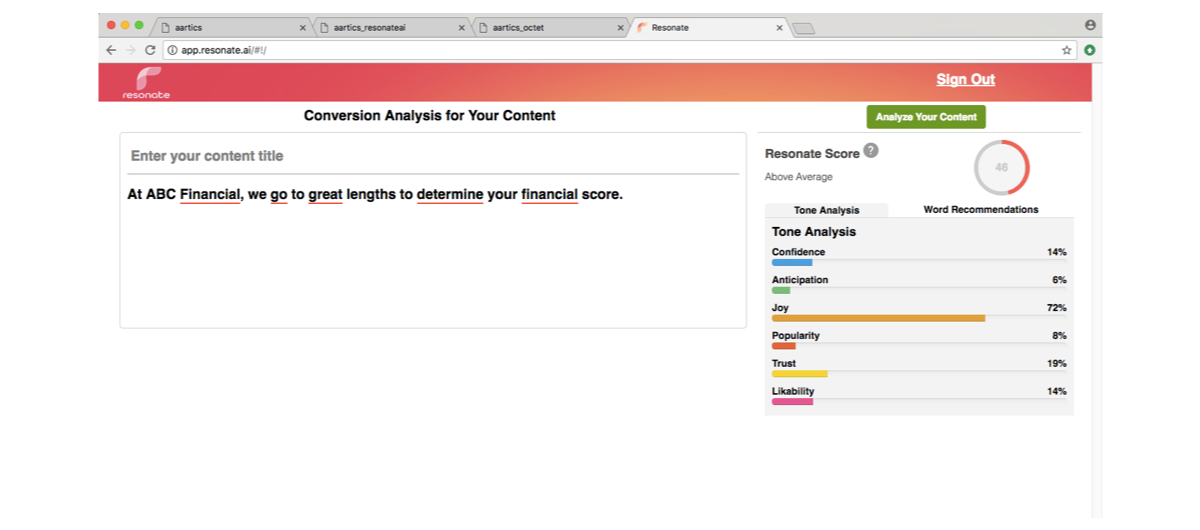 aartics
aartics_resonateai
aartics_octet
Resonate
app.resonate.ai/#!/
resonate
Sign Out
Conversion Analysis for Your Content
Analyze Your Content
Enter your content title
At ABC Financial, we go to great lengths to determine your financial score.
Resonate Score ?
46
Above Average
Tone Analysis
Word Recommendations
Tone Analysis
Confidence 14%
Anticipation 6%
Joy 72%
Popularity 8%
Trust 19%
Likability 14%